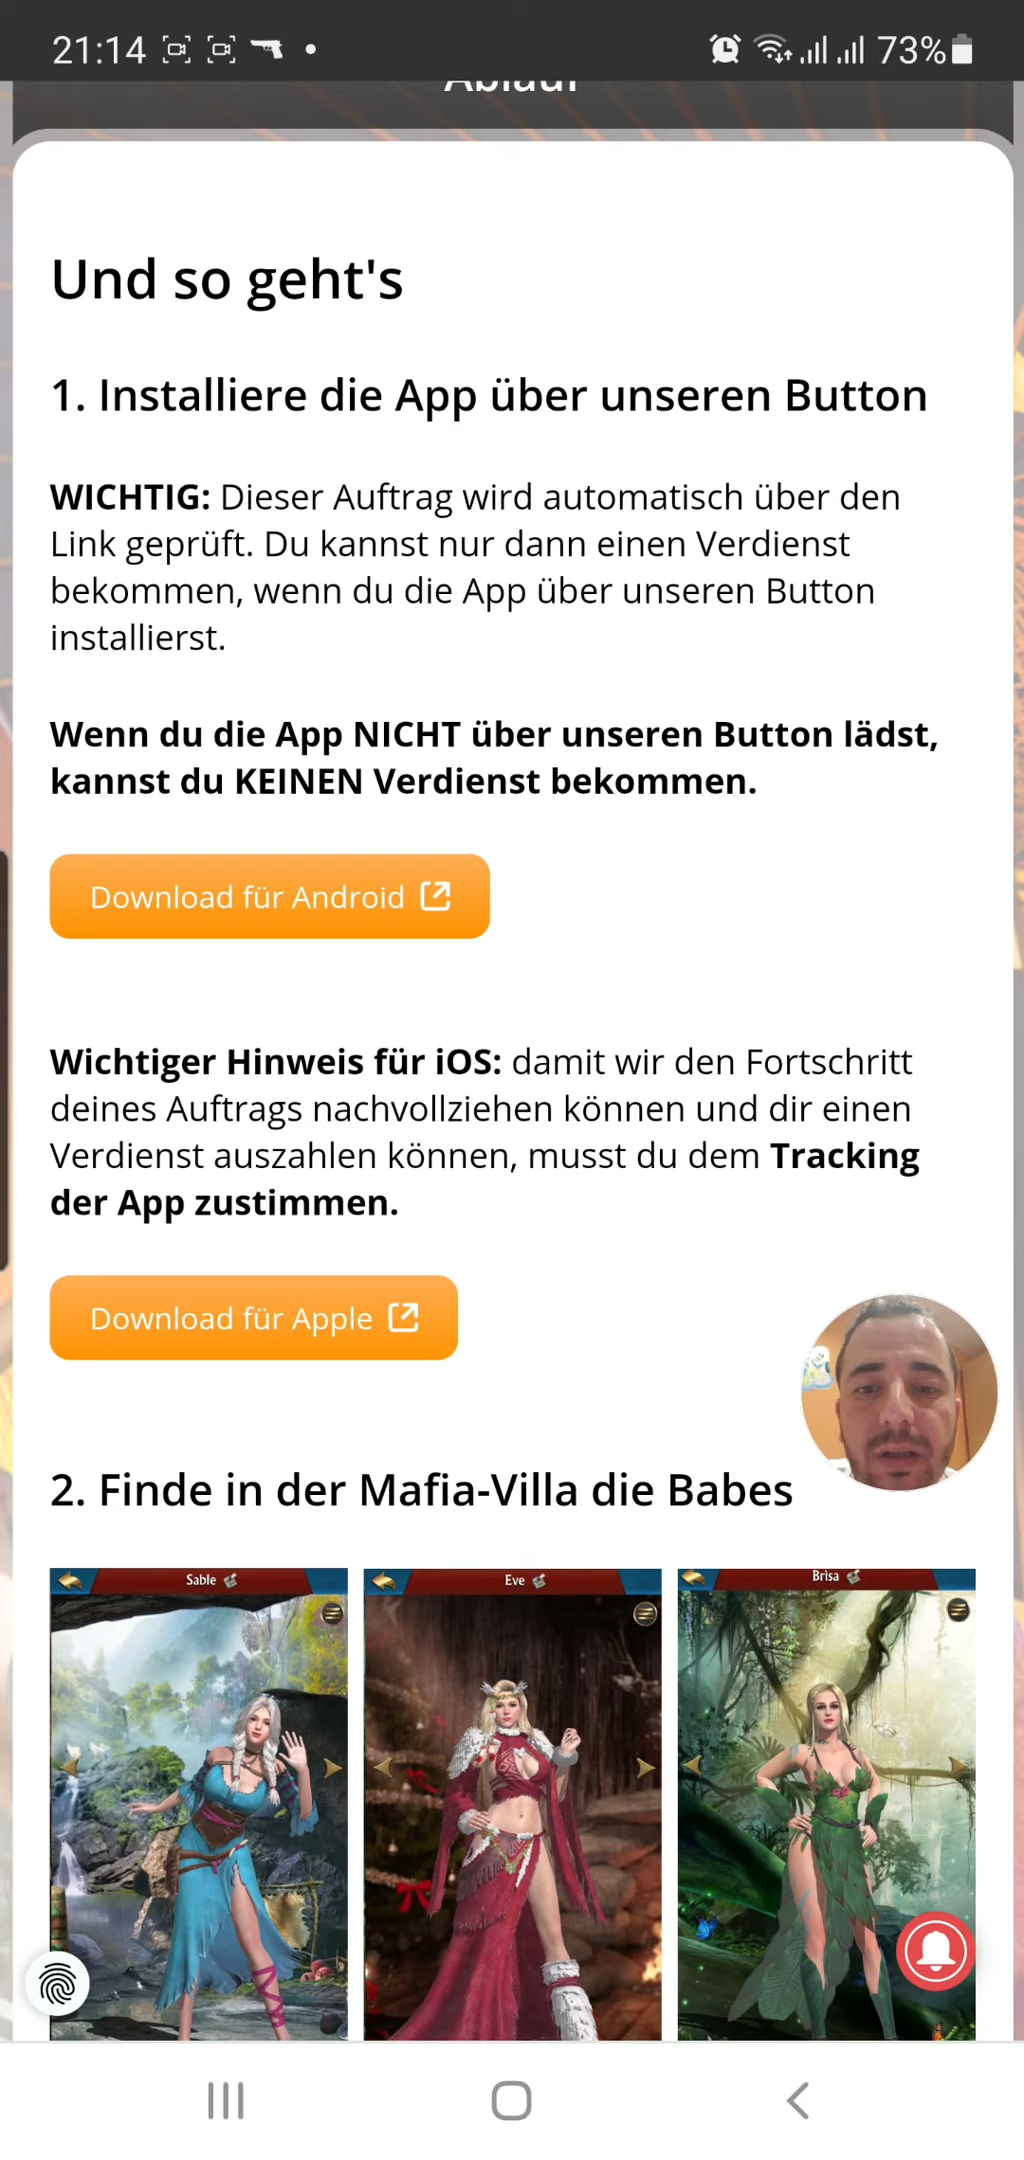 21:14
73%
Ablauf
Und so geht's
1. Installiere die App über unseren Button
WICHTIG: Dieser Auftrag wird automatisch über den
Link geprüft. Du kannst nur dann einen Verdienst
bekommen, wenn du die App über unseren Button
installierst.
Wenn du die App NICHT über unseren Button lädst,
kannst du KEINEN Verdienst bekommen.
Download für Android
Wichtiger Hinweis für iOS: damit wir den Fortschritt
deines Auftrags nachvollziehen können und dir einen
Verdienst auszahlen können, musst du dem Tracking
der App zustimmen.
Download für Apple
2. Finde in der Mafia-Villa die Babes
Sable
Eve
Brisa